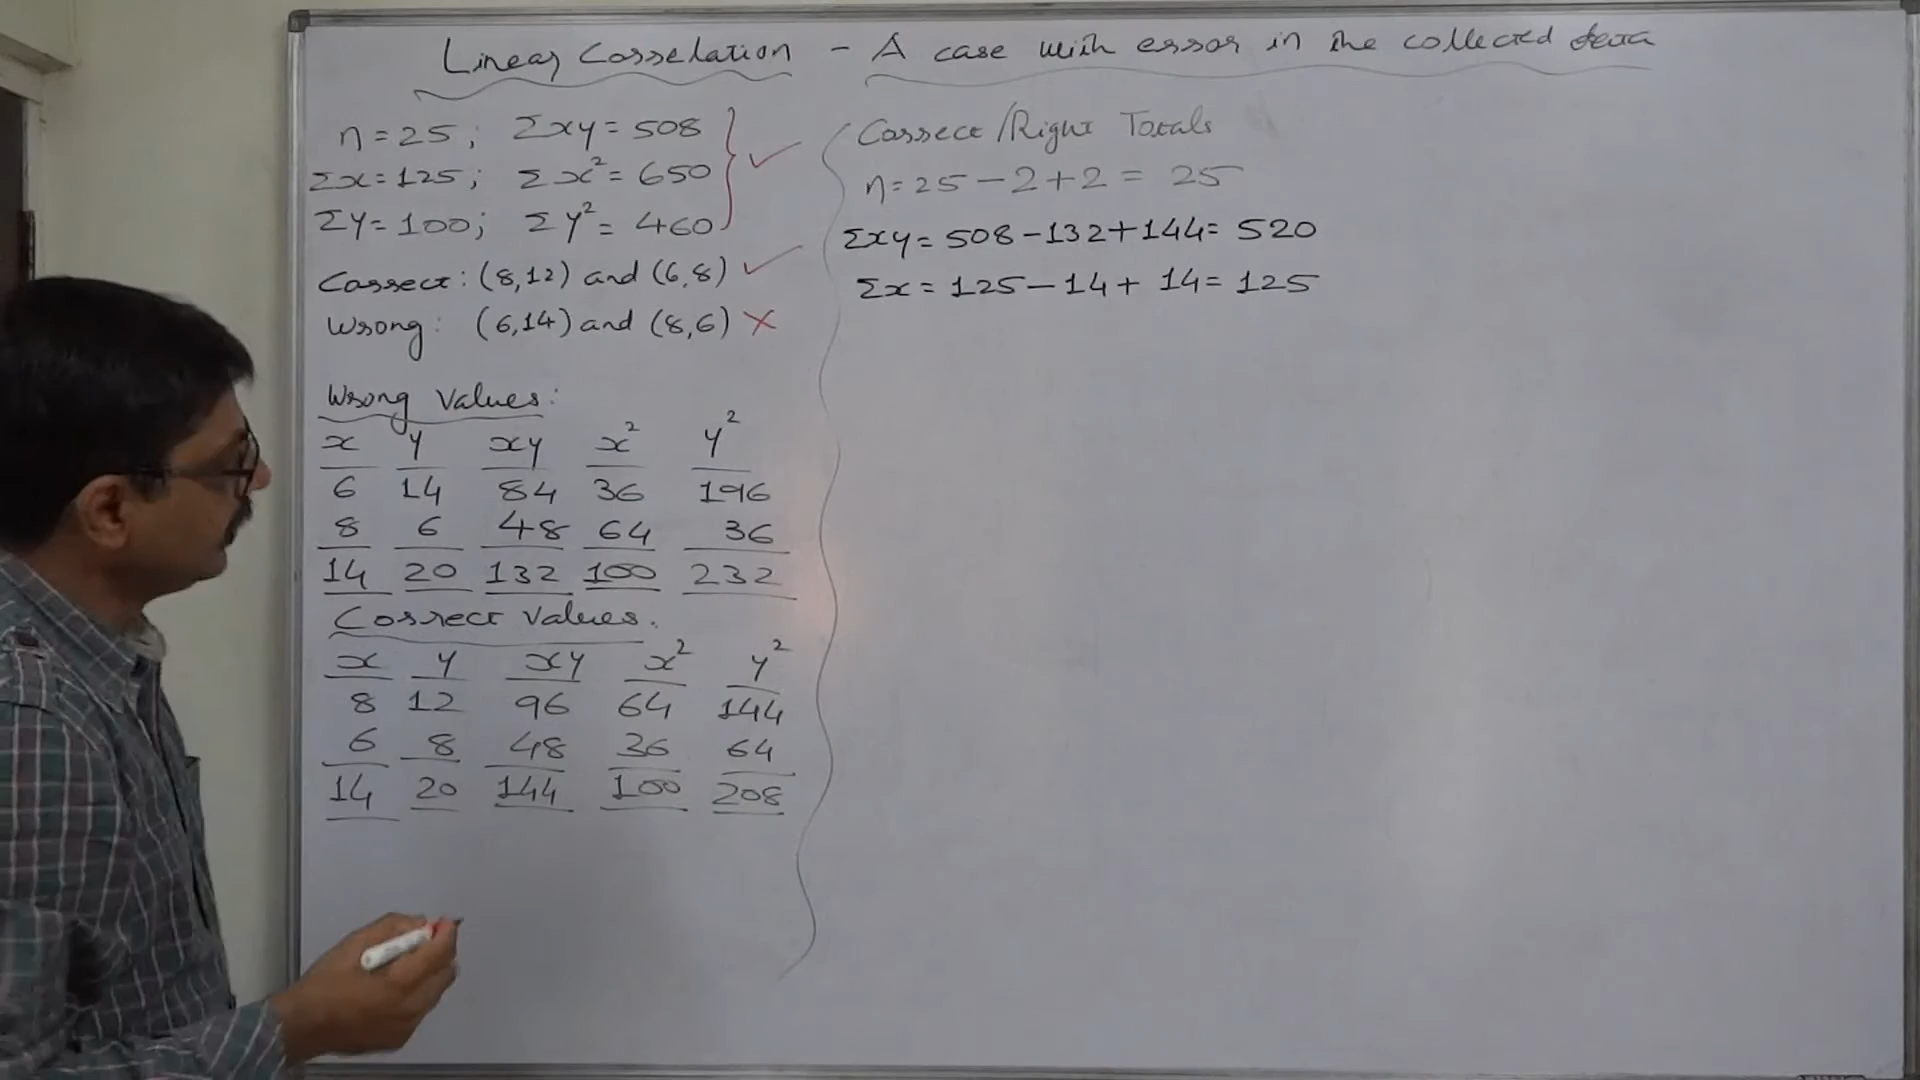 Linear Correlation - A case with error in the collected data
n = 25; Σxy = 508
Σx = 125; Σx² = 650
Σy = 100; Σy² = 460
Correct: (8,12) and (6,8) ✓
Wrong: (6,14) and (8,6) ✗
Wrong Values:
x y xy x² y²
6 14 84 36 196
8 6 48 64 36
14 20 132 100 232
Correct Values.
x y xy x² y²
8 12 96 64 144
6 8 48 36 64
14 20 144 100 208
Correct/Right Totals
n = 25 - 2 + 2 = 25
Σxy = 508 - 132 + 144 = 520
Σx = 125 - 14 + 14 = 125